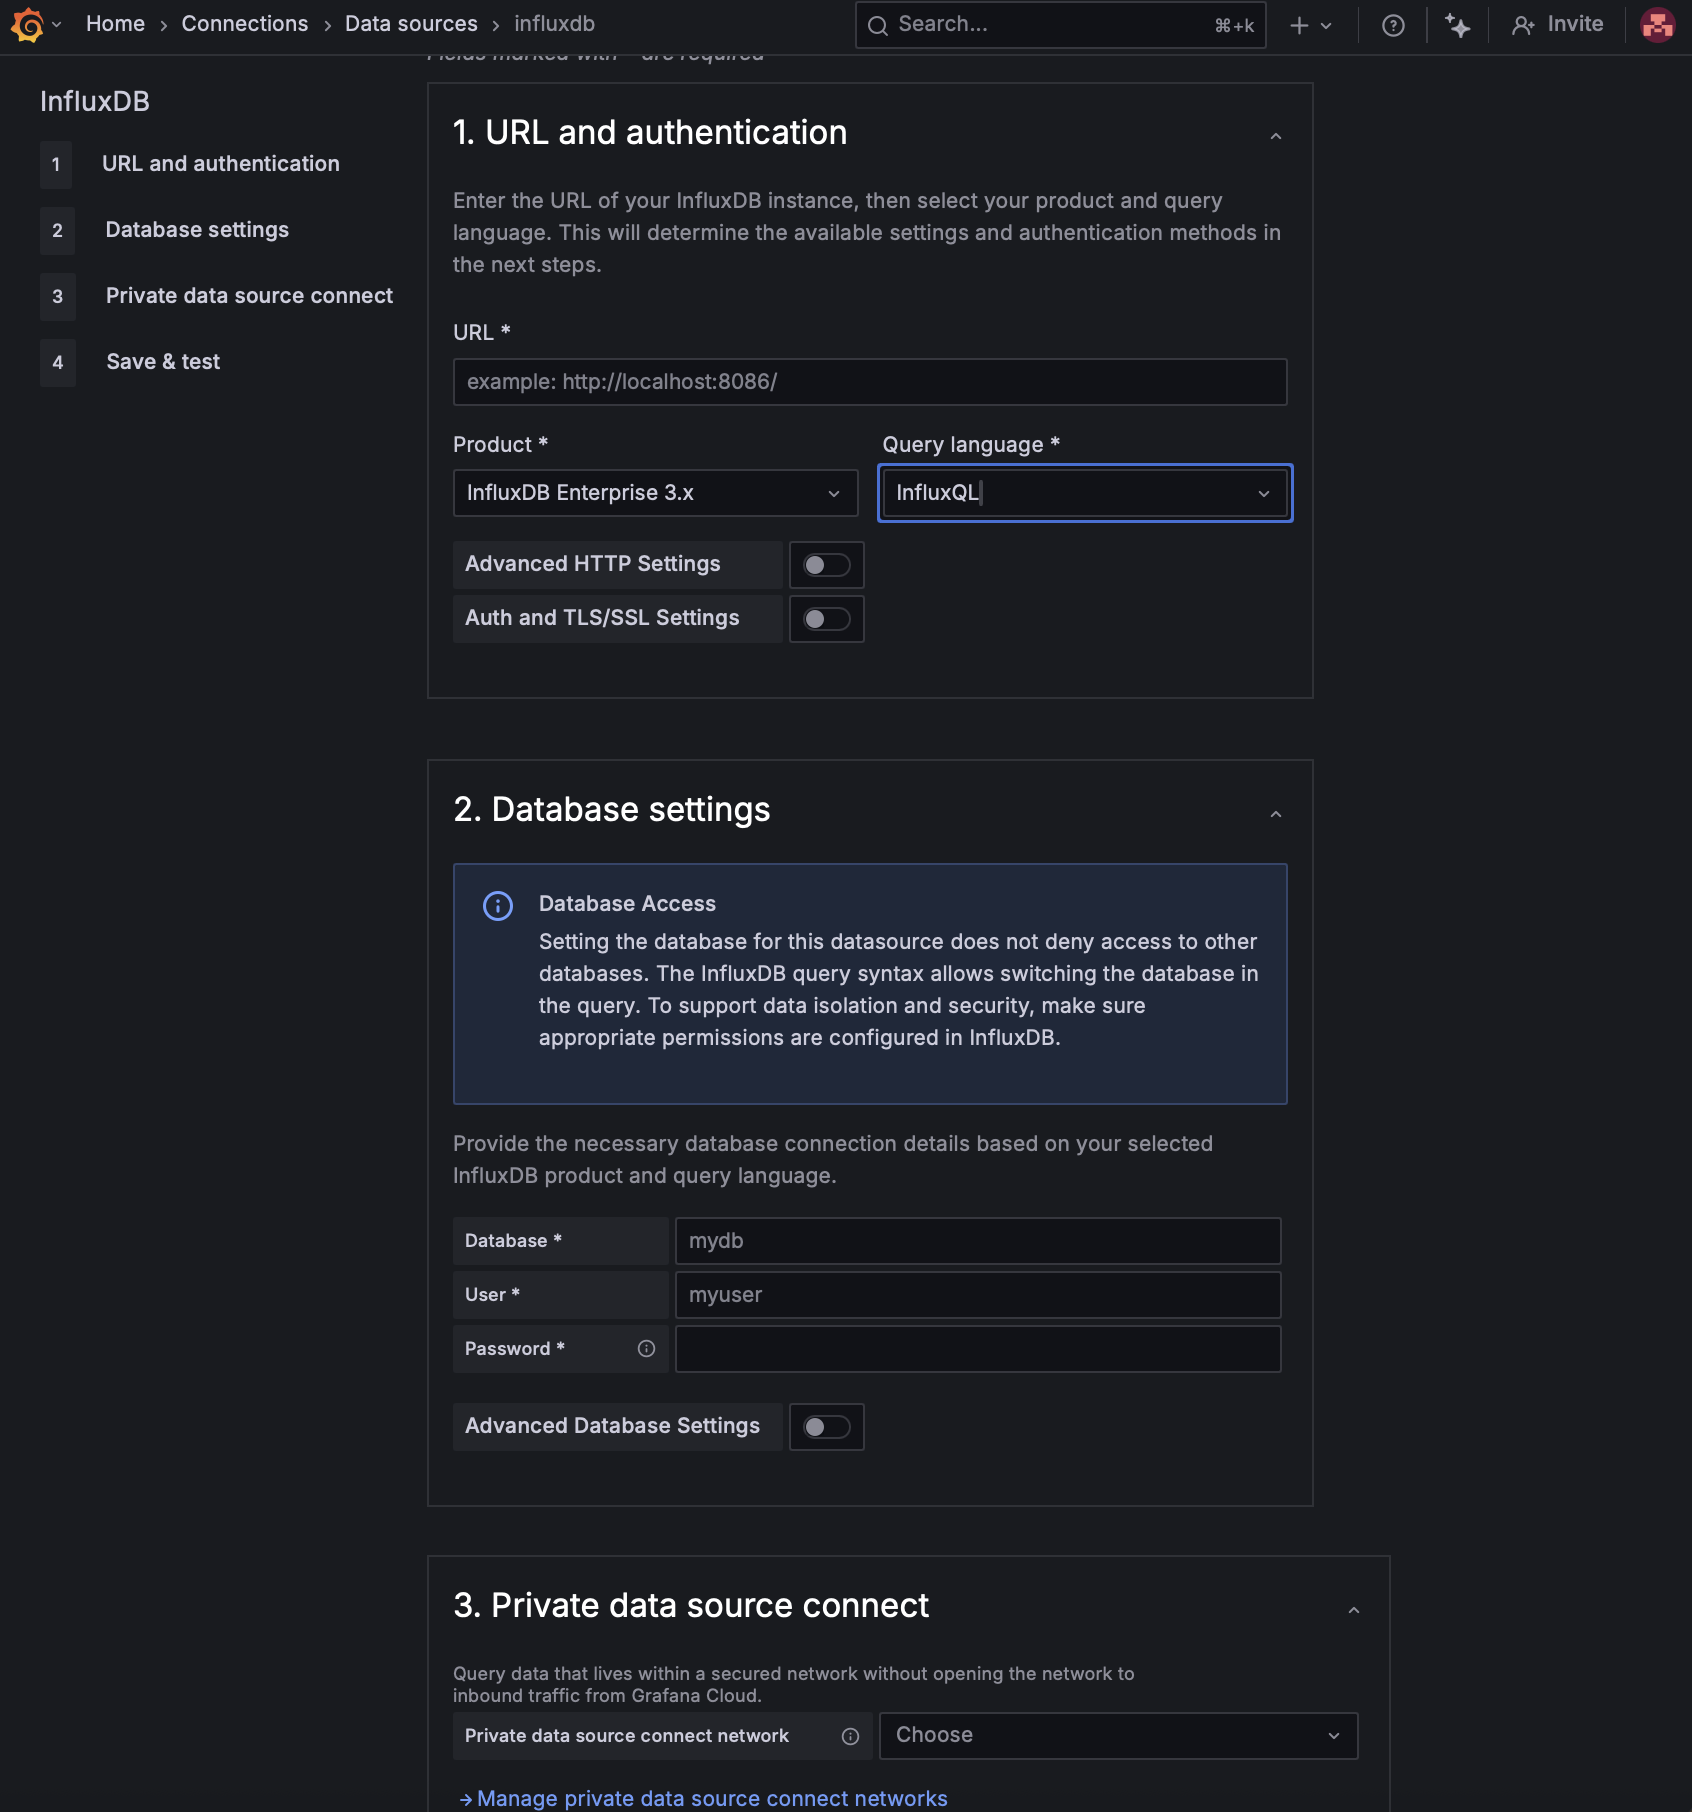 Home › Connections › Data sources › influxdb
Search...
⌘+k
Invite
Fields marked with * are required
InfluxDB
1 URL and authentication
2 Database settings
3 Private data source connect
4 Save & test
1. URL and authentication
Enter the URL of your InfluxDB instance, then select your product and query
language. This will determine the available settings and authentication methods in
the next steps.
URL *
example: http://localhost:8086/
Product * Query language *
InfluxDB Enterprise 3.x InfluxQL
Advanced HTTP Settings
Auth and TLS/SSL Settings
2. Database settings
Database Access
Setting the database for this datasource does not deny access to other
databases. The InfluxDB query syntax allows switching the database in
the query. To support data isolation and security, make sure
appropriate permissions are configured in InfluxDB.
Provide the necessary database connection details based on your selected
InfluxDB product and query language.
Database * mydb
User * myuser
Password *
Advanced Database Settings
3. Private data source connect
Query data that lives within a secured network without opening the network to
inbound traffic from Grafana Cloud.
Private data source connect network Choose
→ Manage private data source connect networks